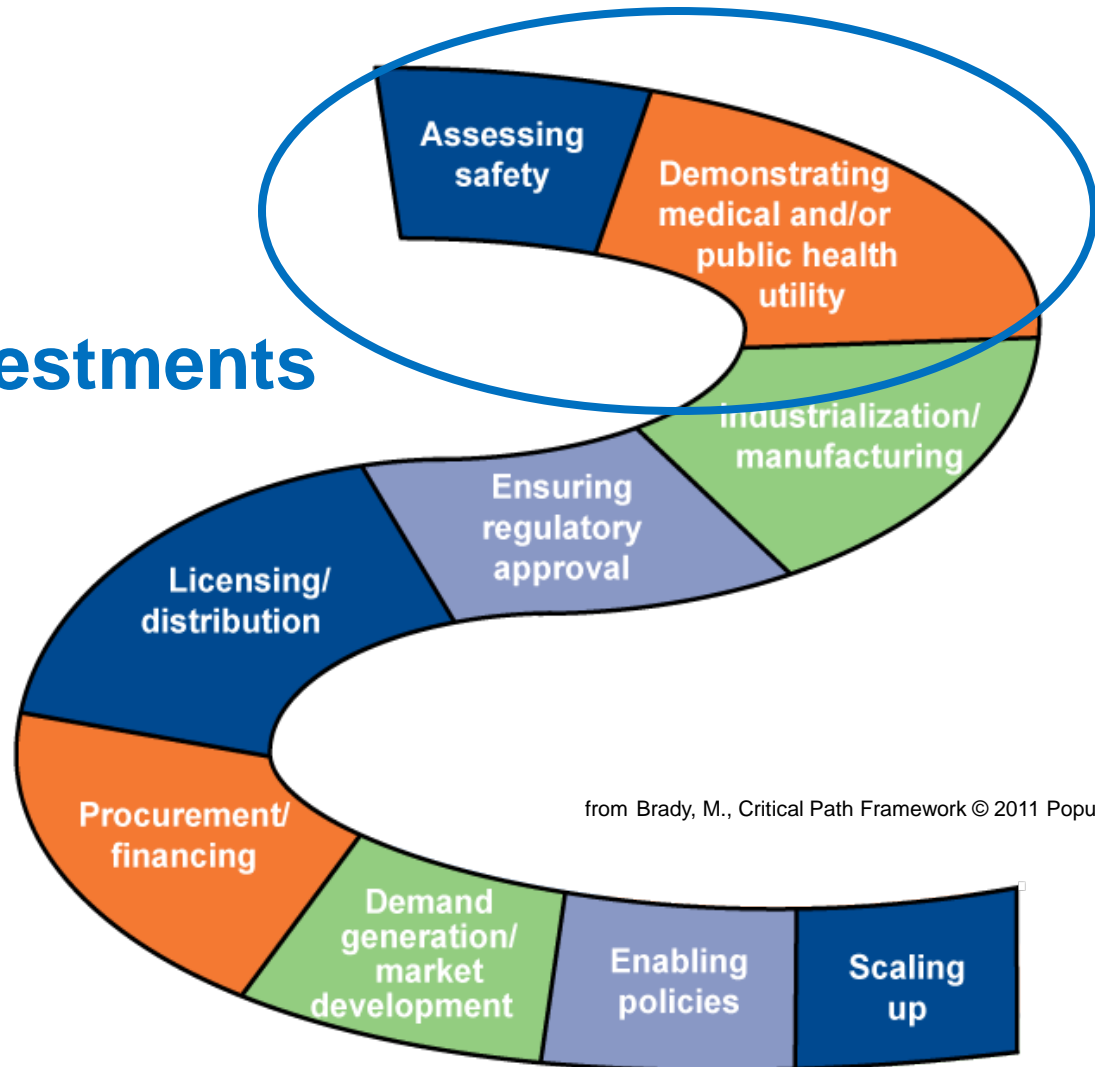 Assessing
safety
Demonstrating
medical and/or
public health
utility
estments
Industrialization/
manufacturing
Ensuring
regulatory
approval
Licensing/
distribution
from Brady, M., Critical Path Framework © 2011 Popu
Procurement/
financing
Demand
generation/
market
development
Enabling
policies
Scaling
up